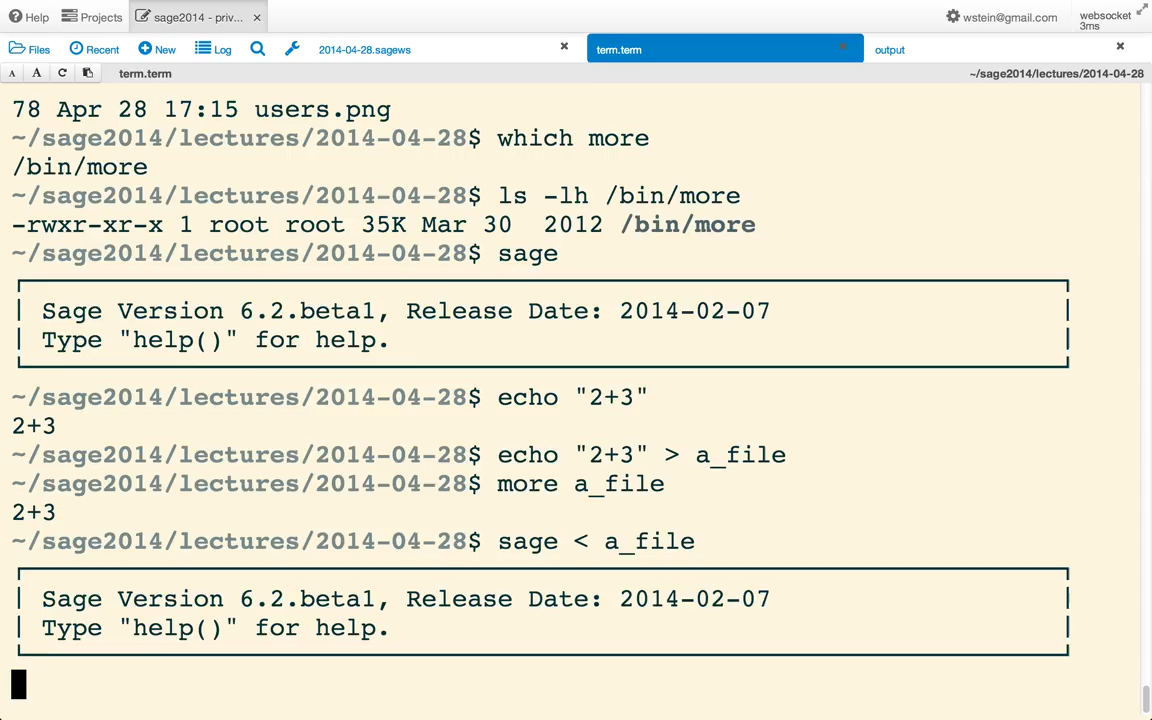 Help Projects sage2014 - priv... × wstein@gmail.com websocket 3ms
Files Recent New Log 2014-04-28.sagews × term.term × output ×
A A C term.term ~/sage2014/lectures/2014-04-28
78 Apr 28 17:15 users.png
~/sage2014/lectures/2014-04-28$ which more
/bin/more
~/sage2014/lectures/2014-04-28$ ls -lh /bin/more
-rwxr-xr-x 1 root root 35K Mar 30  2012 /bin/more
~/sage2014/lectures/2014-04-28$ sage
| Sage Version 6.2.beta1, Release Date: 2014-02-07 |
| Type "help()" for help. |
~/sage2014/lectures/2014-04-28$ echo "2+3"
2+3
~/sage2014/lectures/2014-04-28$ echo "2+3" > a_file
~/sage2014/lectures/2014-04-28$ more a_file
2+3
~/sage2014/lectures/2014-04-28$ sage < a_file
| Sage Version 6.2.beta1, Release Date: 2014-02-07 |
| Type "help()" for help. |